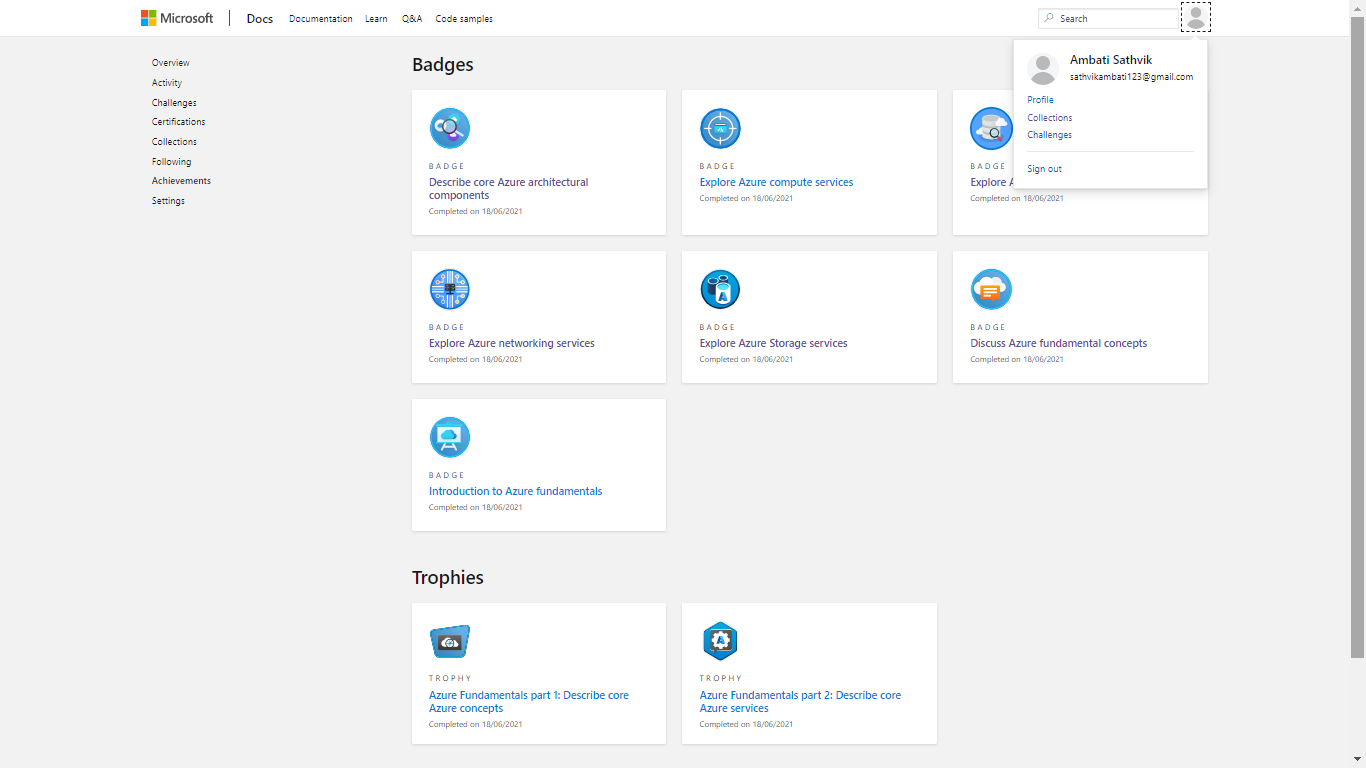 Microsoft
Docs
Documentation
Learn
Q&A
Code samples
Search
Ambati Sathvik
sathvikambati123@gmail.com
Profile
Collections
Challenges
Sign out
Overview
Activity
Challenges
Certifications
Collections
Following
Achievements
Settings
Badges
BADGE
Describe core Azure architectural
components
Completed on 18/06/2021
BADGE
Explore Azure compute services
Completed on 18/06/2021
BADGE
Explore
Completed on 18/06/2021
BADGE
Explore Azure networking services
Completed on 18/06/2021
BADGE
Explore Azure Storage services
Completed on 18/06/2021
BADGE
Discuss Azure fundamental concepts
Completed on 18/06/2021
BADGE
Introduction to Azure fundamentals
Completed on 18/06/2021
Trophies
TROPHY
Azure Fundamentals part 1: Describe core
Azure concepts
Completed on 18/06/2021
TROPHY
Azure Fundamentals part 2: Describe core
Azure services
Completed on 18/06/2021